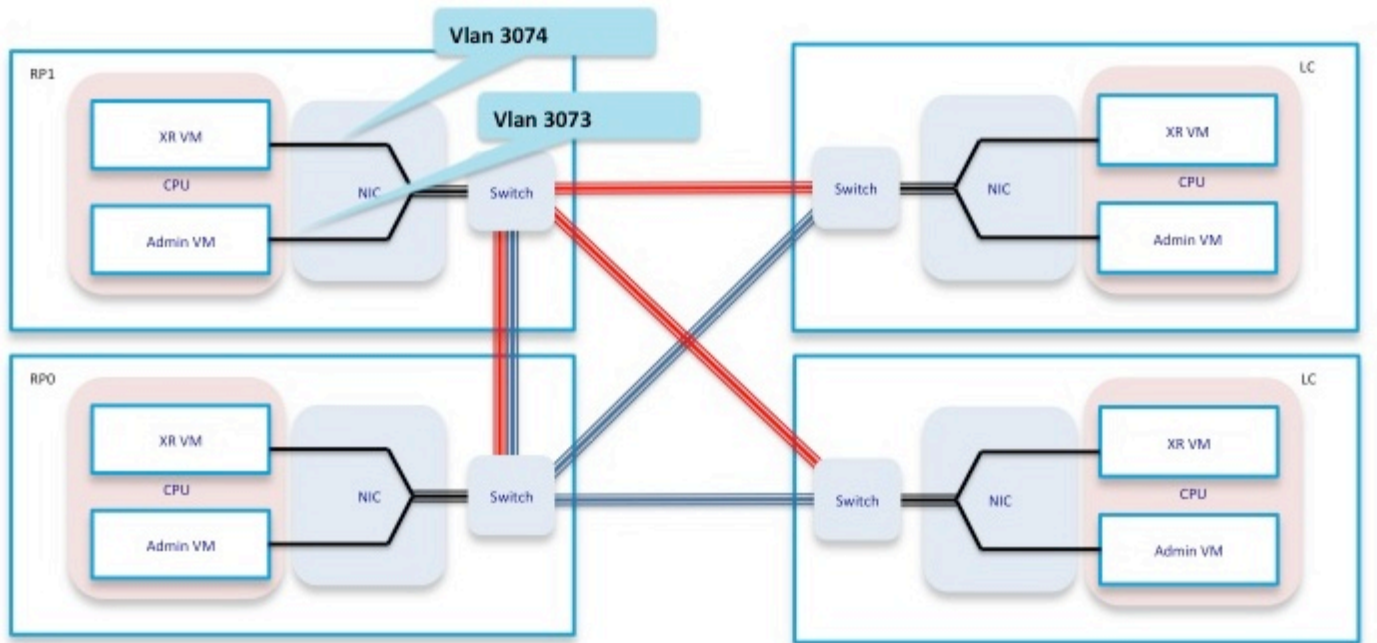 Vlan 3074
RP1
XR VM
CPU
Admin VM
NIC
Vlan 3073
Switch
LC
Switch
NIC
XR VM
CPU
Admin VM
RP0
XR VM
CPU
Admin VM
NIC
Switch
LC
Switch
NIC
XR VM
CPU
Admin VM